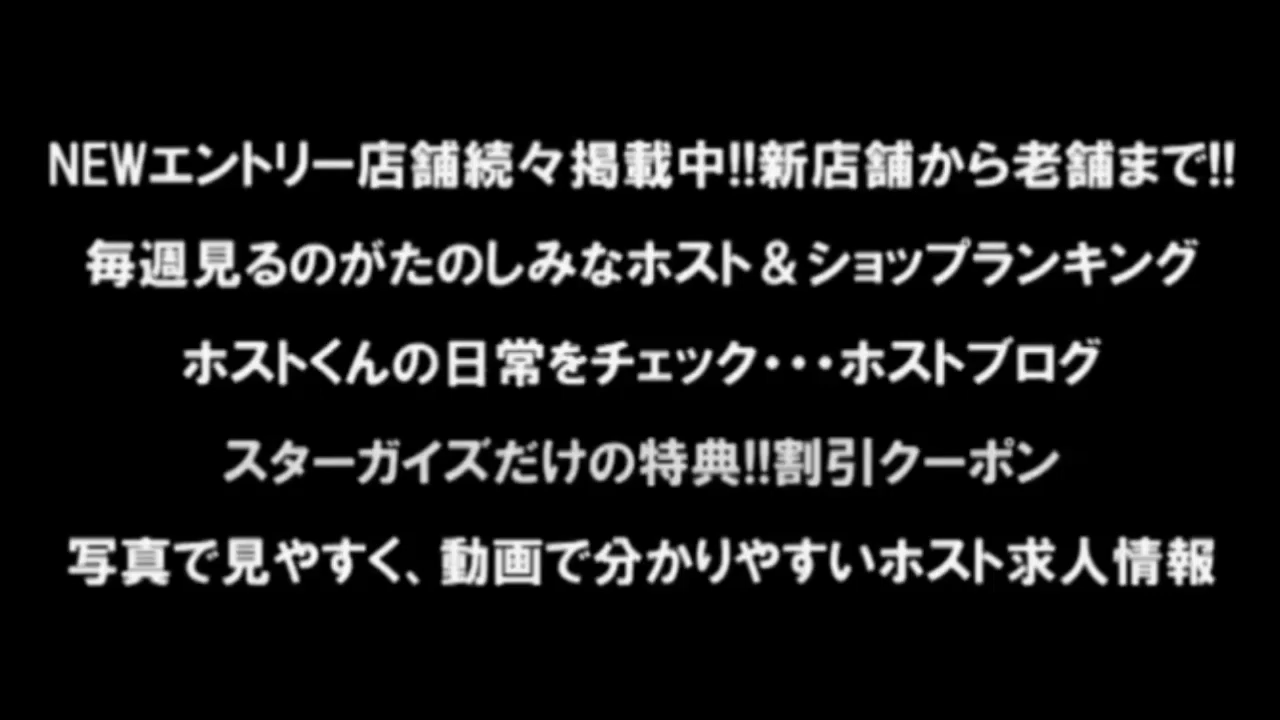 NEWエントリー店舗続々掲載中!!新店舗から老舗まで!!
毎週見るのがたのしみなホスト＆ショップランキング
ホストくんの日常をチェック・・・ホストブログ
スターガイズだけの特典!!割引クーポン
写真で見やすく、動画で分かりやすいホスト求人情報